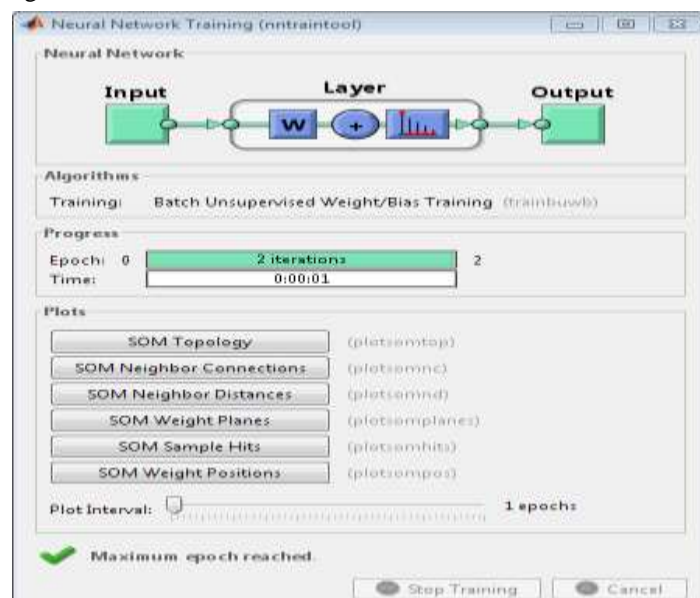 Neural Network Training (nntraintool)
Neural Network
Input
Layer
Output
W
+
Algorithms
Training: Batch Unsupervised Weight/Bias Training (trainbuwb)
Progress
Epoch: 0 2 iterations 2
Time: 0:00:01
Plots
SOM Topology (plotsomtop)
SOM Neighbor Connections (plotsomnc)
SOM Neighbor Distances (plotsomnd)
SOM Weight Planes (plotsomplanes)
SOM Sample Hits (plotsomhits)
SOM Weight Positions (plotsompos)
Plot Interval: 1 epochs
Maximum epoch reached.
Stop Training Cancel